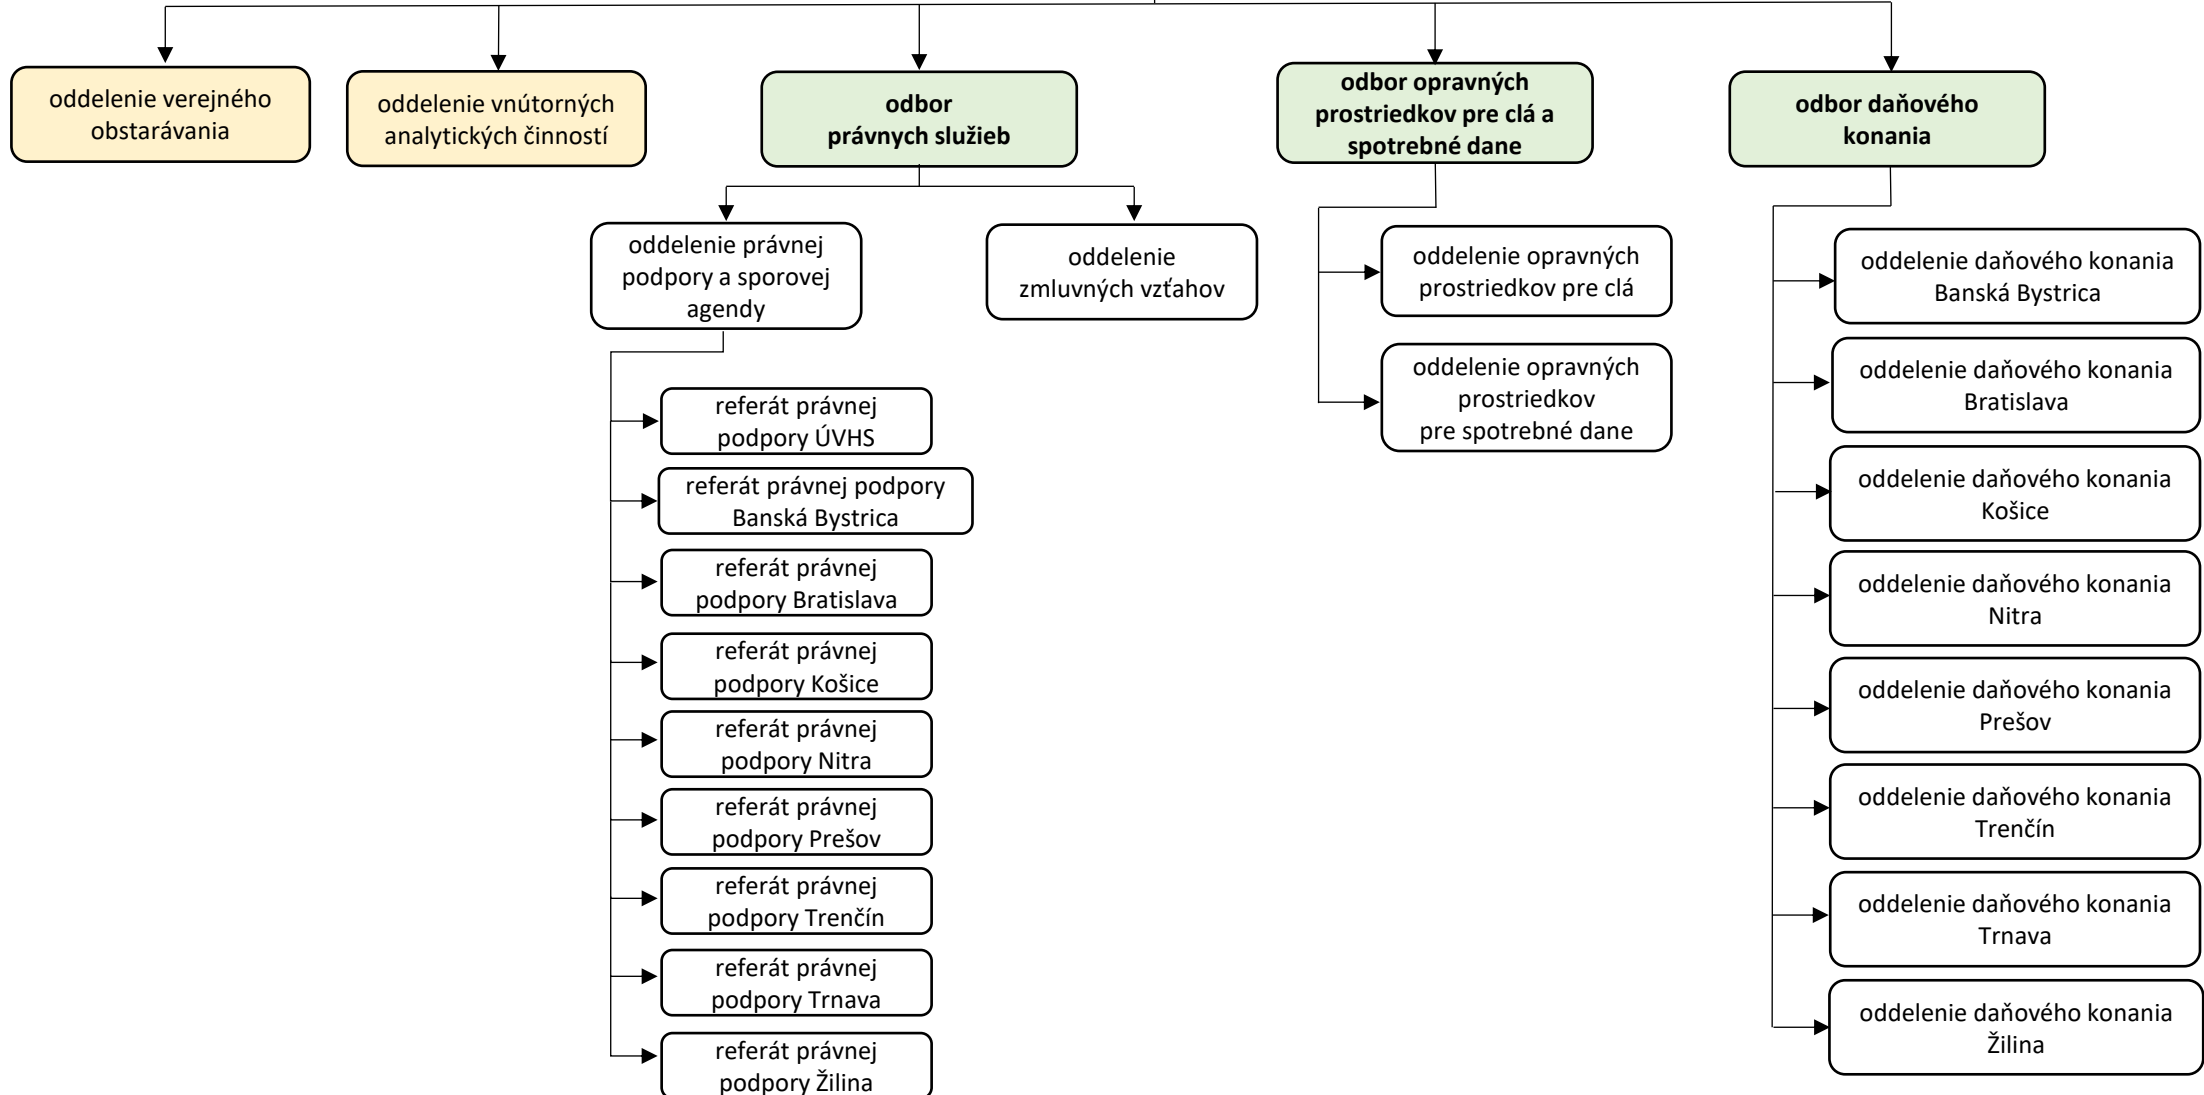 oddelenie verejného
obstarávania
oddelenie vnútorných
analytických činností
odbor
právnych služieb
odbor opravných
prostriedkov pre clá a
spotrebné dane
odbor daňového
konania
oddelenie právnej
podpory a sporovej
agendy
oddelenie
zmluvných vzťahov
referát právnej
podpory ÚVHS
referát právnej podpory
Banská Bystrica
referát právnej
podpory Bratislava
referát právnej
podpory Košice
referát právnej
podpory Nitra
referát právnej
podpory Prešov
referát právnej
podpory Trenčín
referát právnej
podpory Trnava
referát právnej
podpory Žilina
oddelenie opravných
prostriedkov pre clá
oddelenie opravných
prostriedkov
pre spotrebné dane
oddelenie daňového konania
Banská Bystrica
oddelenie daňového konania
Bratislava
oddelenie daňového konania
Košice
oddelenie daňového konania
Nitra
oddelenie daňového konania
Prešov
oddelenie daňového konania
Trenčín
oddelenie daňového konania
Trnava
oddelenie daňového konania
Žilina